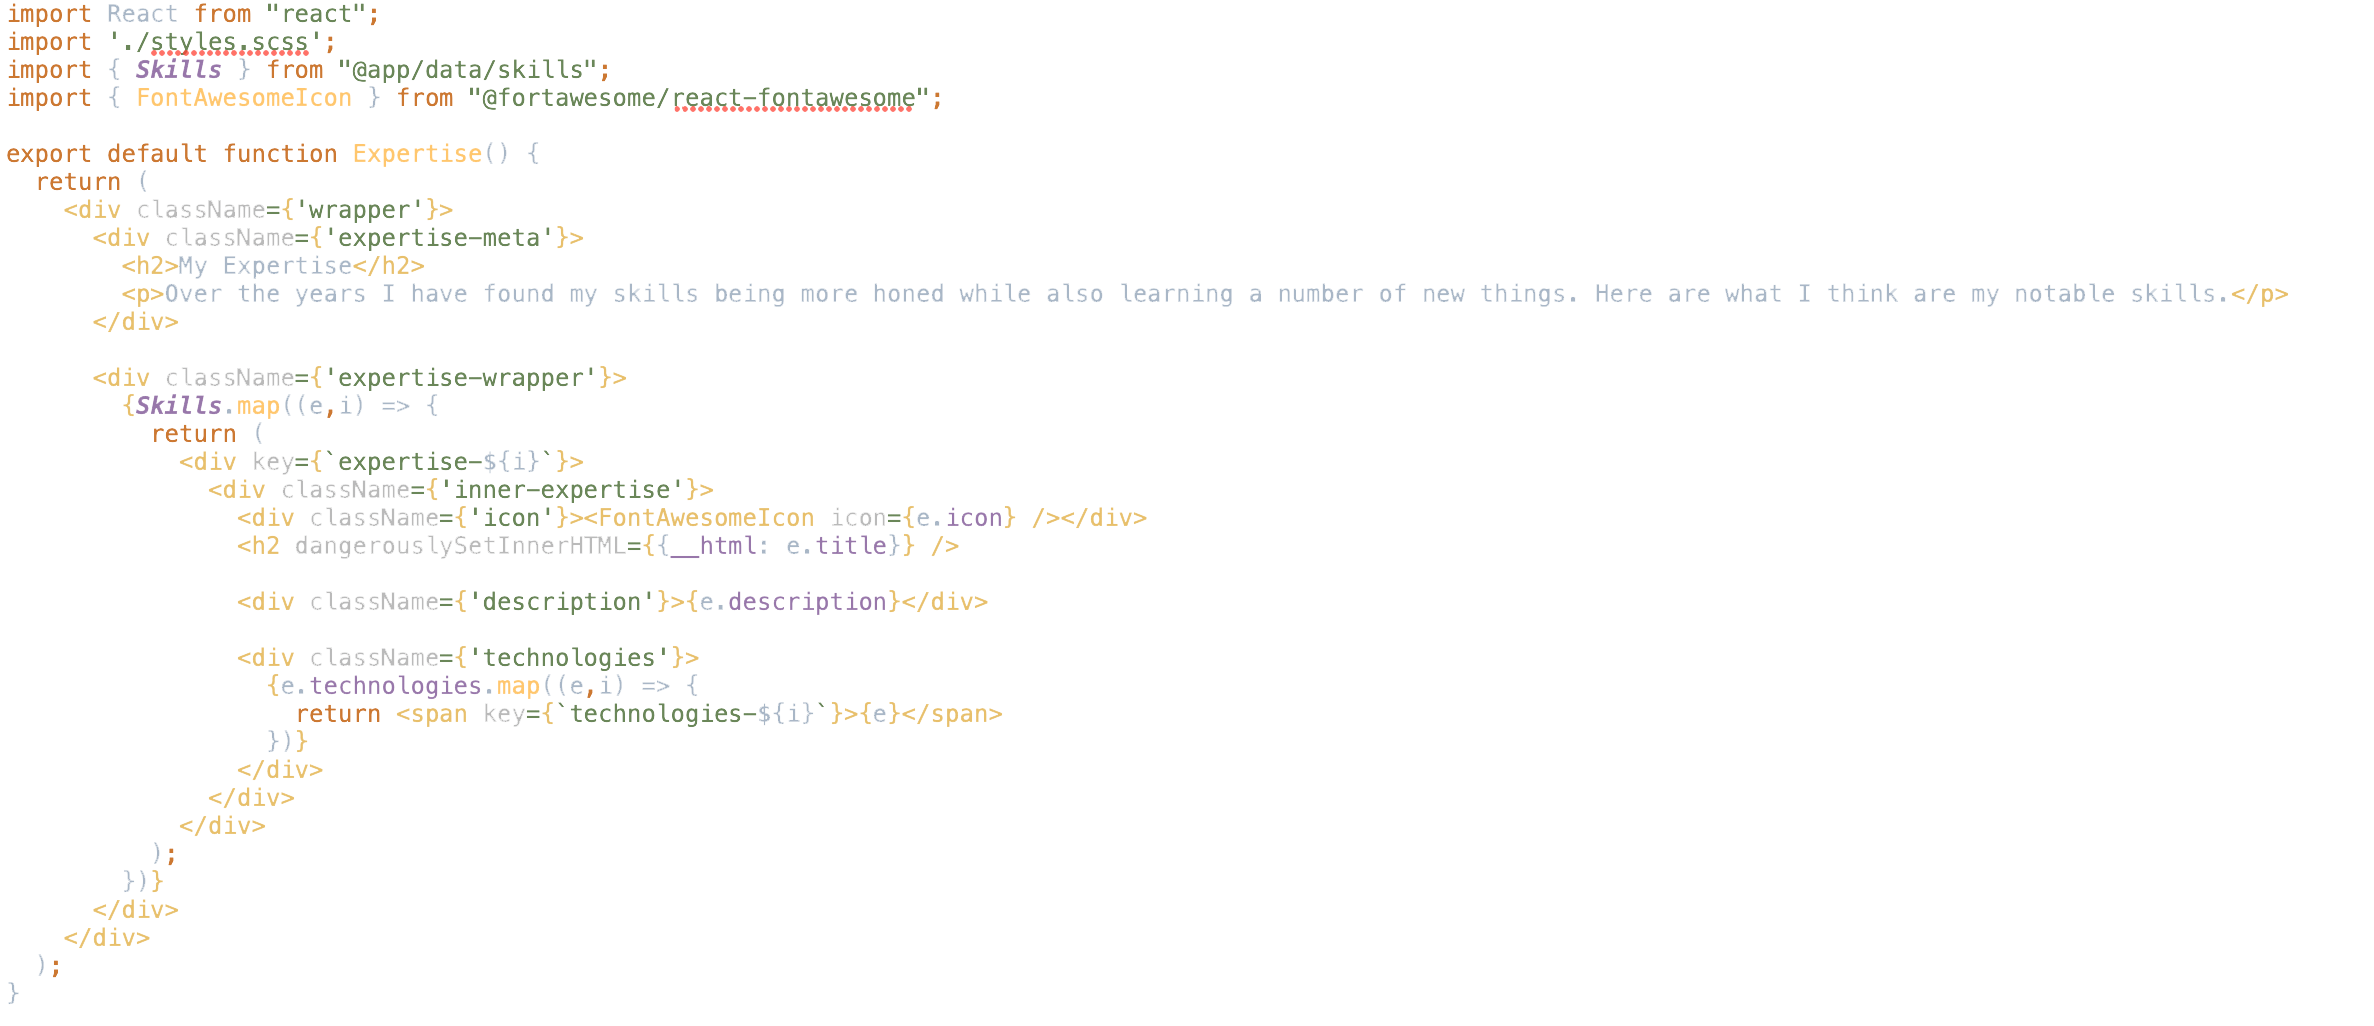 import React from "react";
import './styles.scss';
import { Skills } from "@app/data/skills";
import { FontAwesomeIcon } from "@fortawesome/react-fontawesome";

export default function Expertise() {
  return (
    <div className={'wrapper'}>
      <div className={'expertise-meta'}>
        <h2>My Expertise</h2>
        <p>Over the years I have found my skills being more honed while also learning a number of new things. Here are what I think are my notable skills.</p>
      </div>

      <div className={'expertise-wrapper'}>
        {Skills.map((e,i) => {
          return (
            <div key={`expertise-${i}`}>
              <div className={'inner-expertise'}>
                <div className={'icon'}><FontAwesomeIcon icon={e.icon} /></div>
                <h2 dangerouslySetInnerHTML={{__html: e.title}} />

                <div className={'description'}>{e.description}</div>

                <div className={'technologies'}>
                  {e.technologies.map((e,i) => {
                    return <span key={`technologies-${i}`}>{e}</span>
                  })}
                </div>
              </div>
            </div>
          );
        })}
      </div>
    </div>
  );
}